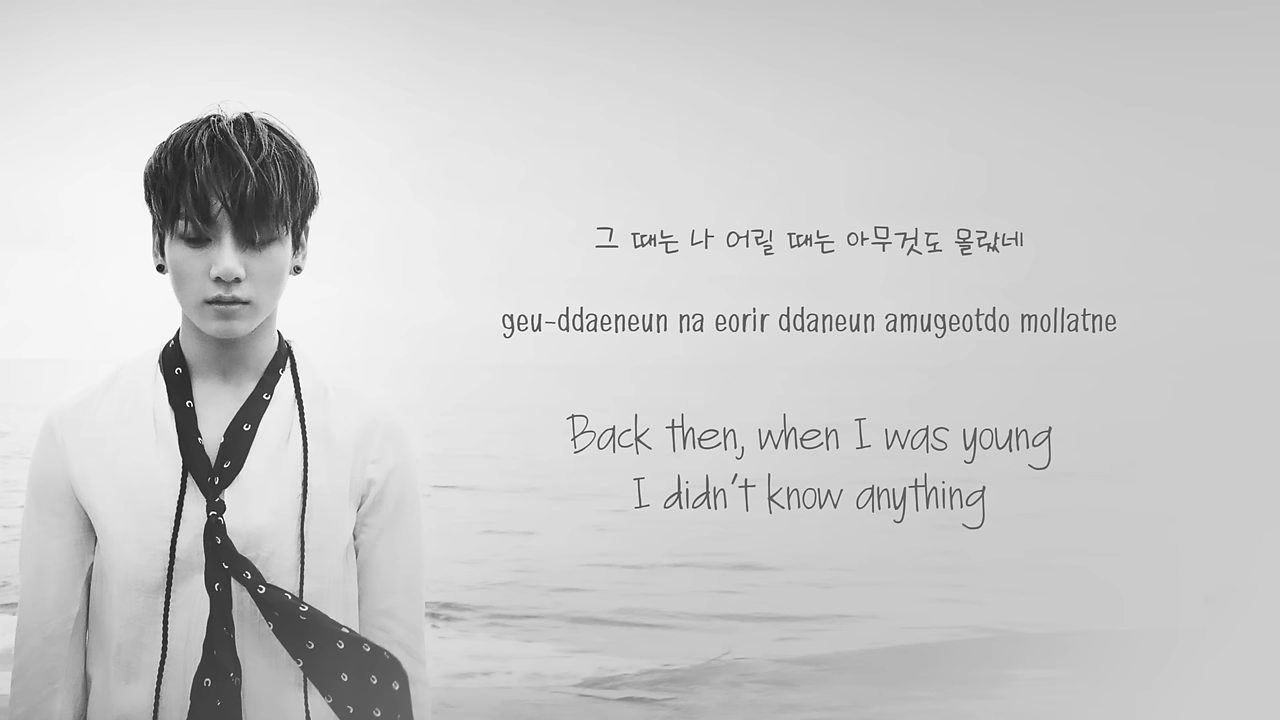 그 때는 나 어릴 때는 아무것도 몰랐네
geu-ddaeneun na eorir ddaneun amugeotdo mollatne
Back then, when I was young
I didn't know anything